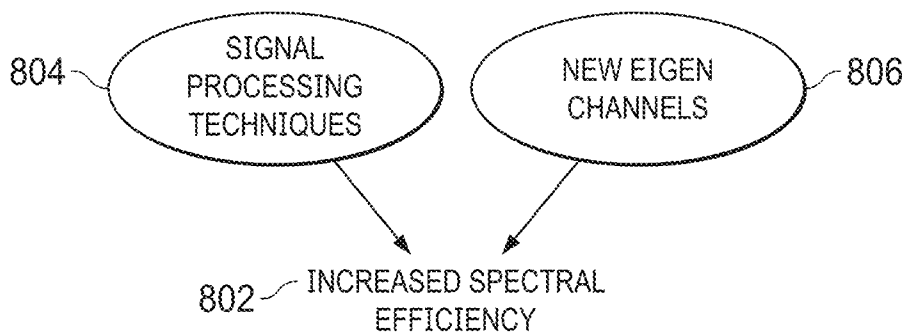 804
SIGNAL
PROCESSING
TECHNIQUES
NEW EIGEN
CHANNELS
806
802
INCREASED SPECTRAL
EFFICIENCY